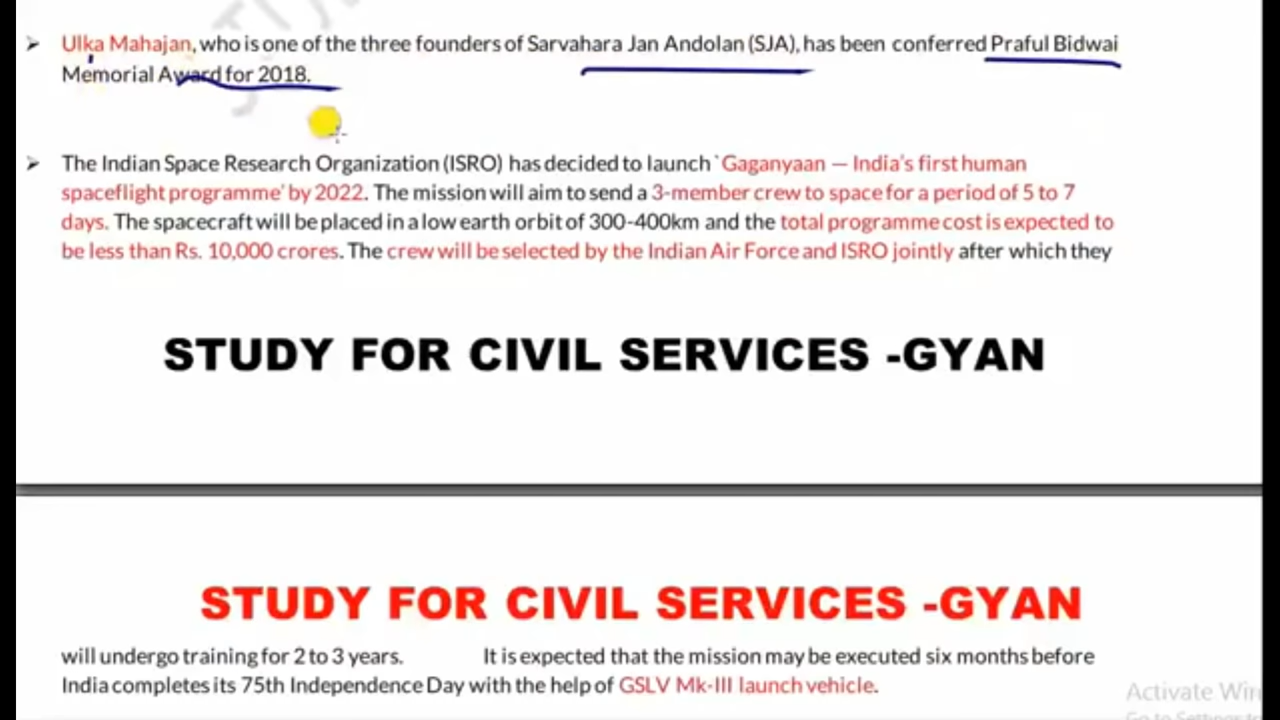 ➢ Ulka Mahajan, who is one of the three founders of Sarvahara Jan Andolan (SJA), has been conferred Praful Bidwai
Memorial Award for 2018.
➢ The Indian Space Research Organization (ISRO) has decided to launch `Gaganyaan – India's first human
spaceflight programme' by 2022. The mission will aim to send a 3-member crew to space for a period of 5 to 7
days. The spacecraft will be placed in a low earth orbit of 300-400km and the total programme cost is expected to
be less than Rs. 10,000 crores. The crew will be selected by the Indian Air Force and ISRO jointly after which they
STUDY FOR CIVIL SERVICES -GYAN
STUDY FOR CIVIL SERVICES -GYAN
will undergo training for 2 to 3 years. It is expected that the mission may be executed six months before
India completes its 75th Independence Day with the help of GSLV Mk-III launch vehicle.
Activate